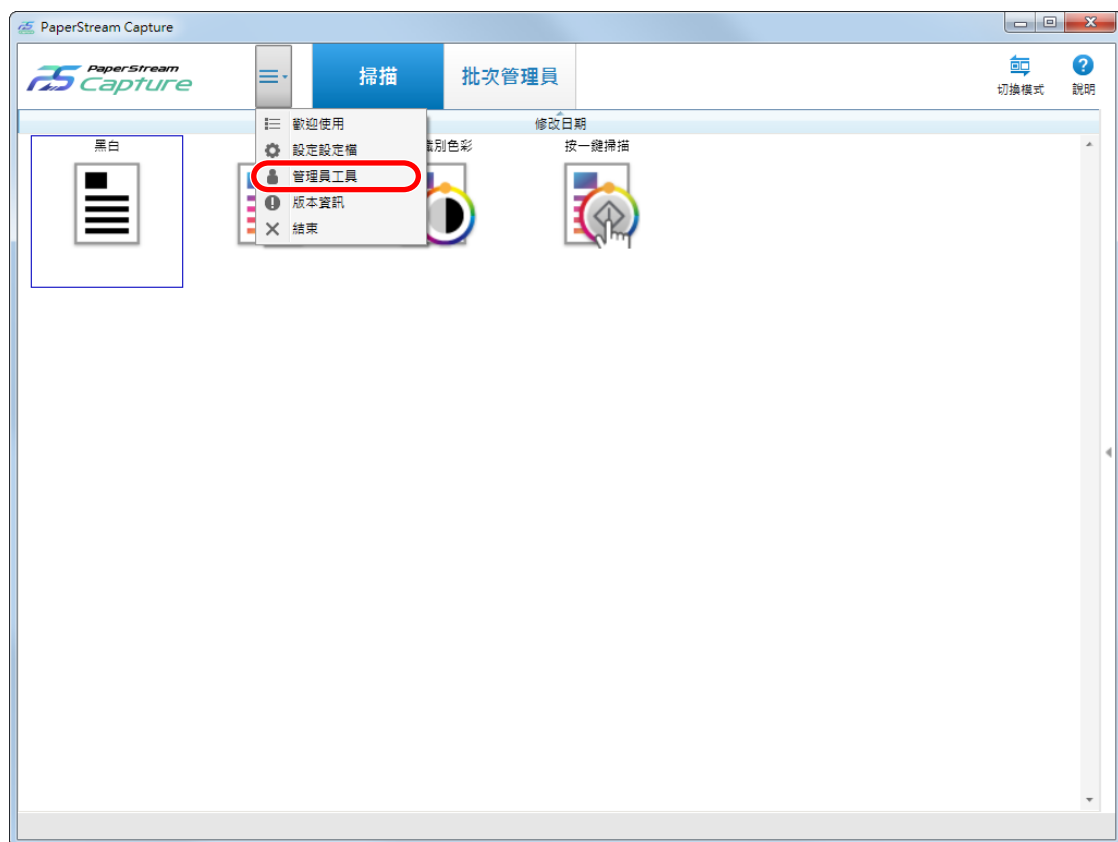 PaperStream Capture
PaperStream
Capture
掃描
批次管理員
切換模式
說明
修改日期
歡迎使用
設定設定檔
管理員工具
版本資訊
結束
黑白
識別色彩
按一鍵掃描